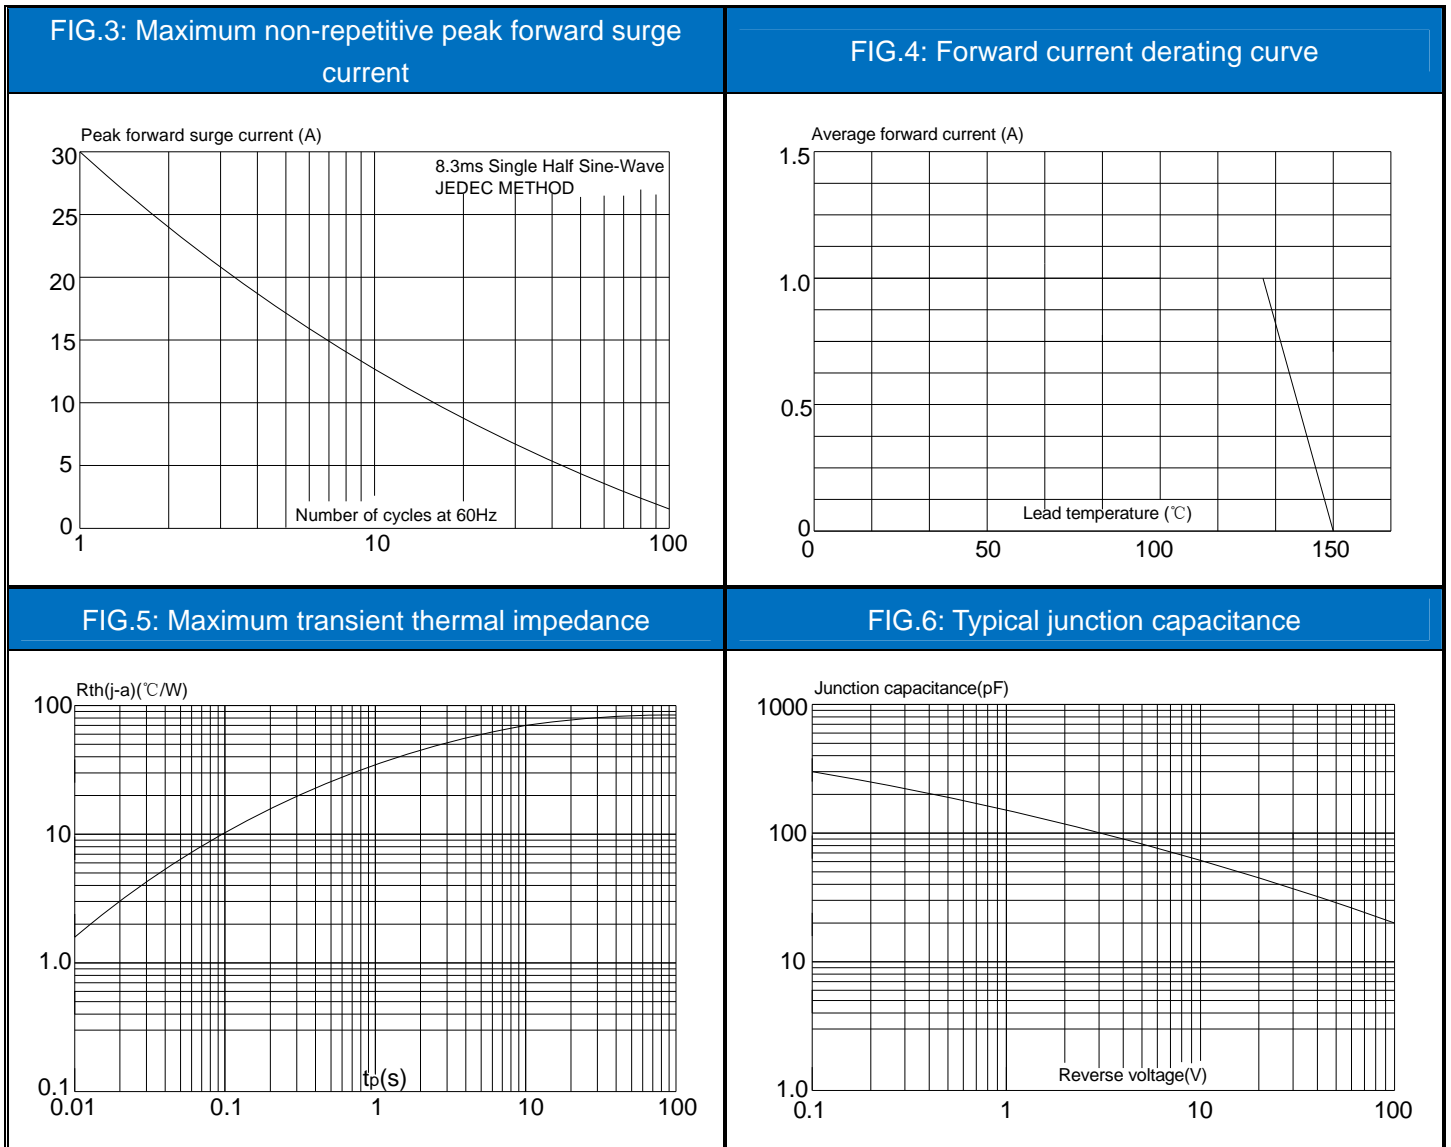 FIG.3: Maximum non-repetitive peak forward surge
current
FIG.4: Forward current derating curve
Peak forward surge current (A)
8.3ms Single Half Sine-Wave
JEDEC METHOD
30
25
20
15
10
5
0
Number of cycles at 60Hz
1
10
100
Average forward current (A)
1.5
1.0
0.5
0
Lead temperature (℃)
0
50
100
150
FIG.5: Maximum transient thermal impedance
FIG.6: Typical junction capacitance
Rth(j-a)(℃/W)
100
10
1.0
0.1
tp(s)
0.01
0.1
1
10
100
Junction capacitance(pF)
1000
100
10
1.0
Reverse voltage(V)
0.1
1
10
100